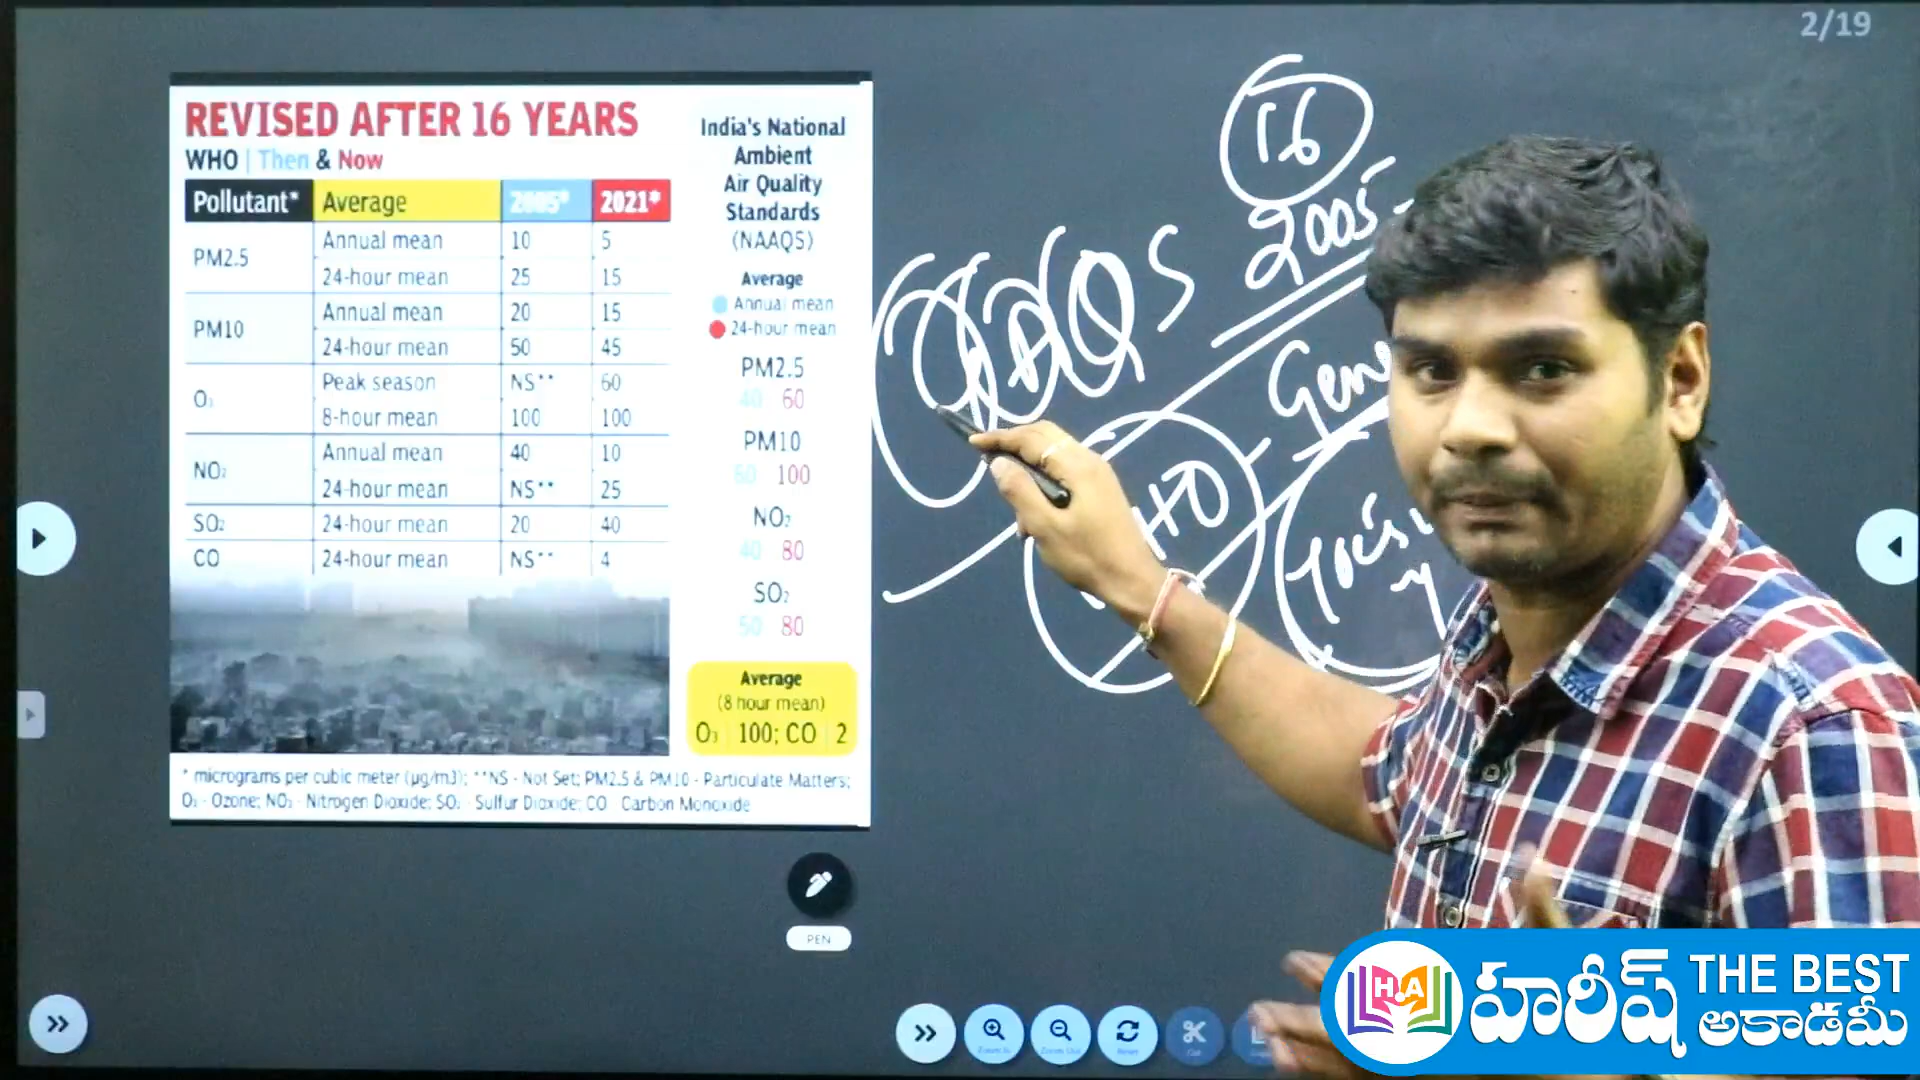 2/19
REVISED AFTER 16 YEARS
WHO | Then & Now
Pollutant* Average 2005* 2021*
PM2.5 Annual mean 10 5
24-hour mean 25 15
PM10 Annual mean 20 15
24-hour mean 50 45
O₃ Peak season NS** 60
8-hour mean 100 100
NO₂ Annual mean 40 10
24-hour mean NS** 25
SO₂ 24-hour mean 20 40
CO 24-hour mean NS** 4
India's National
Ambient
Air Quality
Standards
(NAAQS)
Average
Annual mean
24-hour mean
PM2.5
40 60
PM10
60 100
NO₂
40 80
SO₂
50 80
Average
(8 hour mean)
O₃ | 100; CO | 2
* micrograms per cubic meter (µg/m3); **NS - Not Set; PM2.5 & PM10 - Particulate Matters;
O₃ - Ozone; NO₂ - Nitrogen Dioxide; SO₂ - Sulfur Dioxide; CO - Carbon Monoxide
16
2005-
PEN
Zoom In Zoom Out Reset Cut
H.A
హరీష్ THE BEST
అకాడమీ